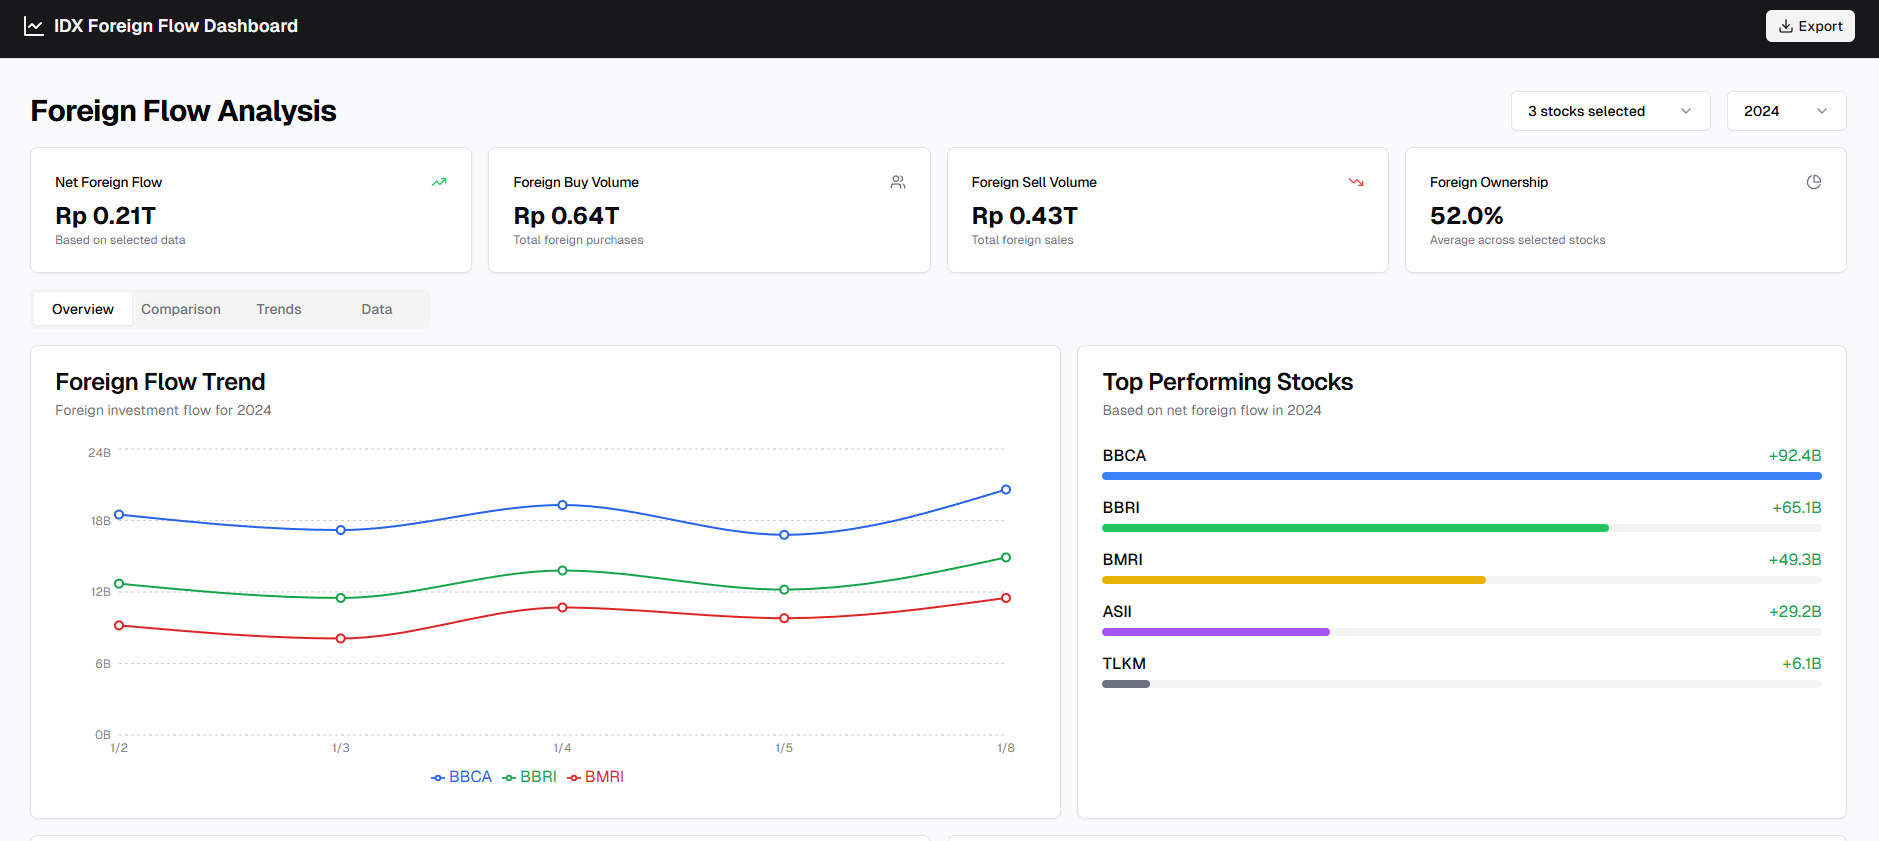 IDX Foreign Flow Dashboard
Export
Foreign Flow Analysis
3 stocks selected
2024
Net Foreign Flow
Rp 0.21T
Based on selected data
Foreign Buy Volume
Rp 0.64T
Total foreign purchases
Foreign Sell Volume
Rp 0.43T
Total foreign sales
Foreign Ownership
52.0%
Average across selected stocks
Overview
Comparison
Trends
Data
Foreign Flow Trend
Foreign investment flow for 2024
24B
18B
12B
6B
0B
1/2
1/3
1/4
1/5
1/8
BBCA
BBRI
BMRI
Top Performing Stocks
Based on net foreign flow in 2024
BBCA
+92.4B
BBRI
+65.1B
BMRI
+49.3B
ASII
+29.2B
TLKM
+6.1B